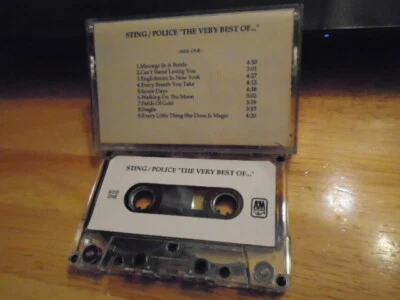 STING / POLICE "THE VERY BEST OF..."
-SIDE ONE-
1.Message In A Bottle 4:50
2.Can't Stand Losing You 3:01
3.Englishman In New York 4:27
4.Every Breath You Take 4:12
5.Seven Days 4:38
6.Walking On The Moon 5:02
7.Fields Of Gold 3:39
8.Fragile 3:53
9.Every Little Thing She Does Is Magic 4:20
STING / POLICE "THE VERY BEST OF..."
SIDE
ONE
A&M